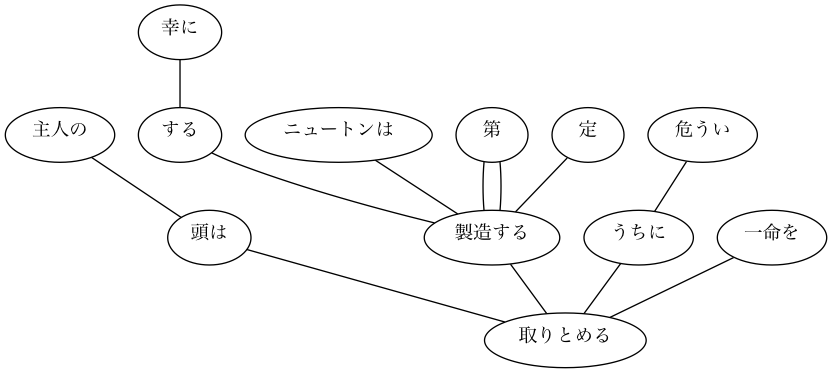 幸に
主人の
する
ニュートンは
第
定
危うい
頭は
製造する
うちに
一命を
取りとめる